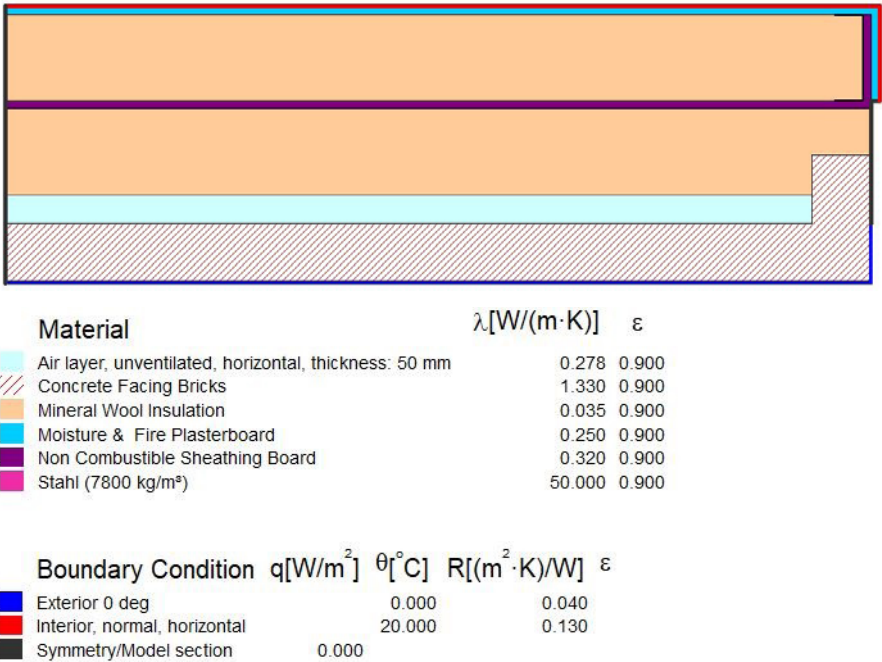 Material λ[W/(m·K)] ε
Air layer, unventilated, horizontal, thickness: 50 mm 0.278 0.900
Concrete Facing Bricks 1.330 0.900
Mineral Wool Insulation 0.035 0.900
Moisture & Fire Plasterboard 0.250 0.900
Non Combustible Sheathing Board 0.320 0.900
Stahl (7800 kg/m³) 50.000 0.900
Boundary Condition q[W/m²] θ[°C] R[(m²·K)/W] ε
Exterior 0 deg 0.000 0.040
Interior, normal, horizontal 20.000 0.130
Symmetry/Model section 0.000